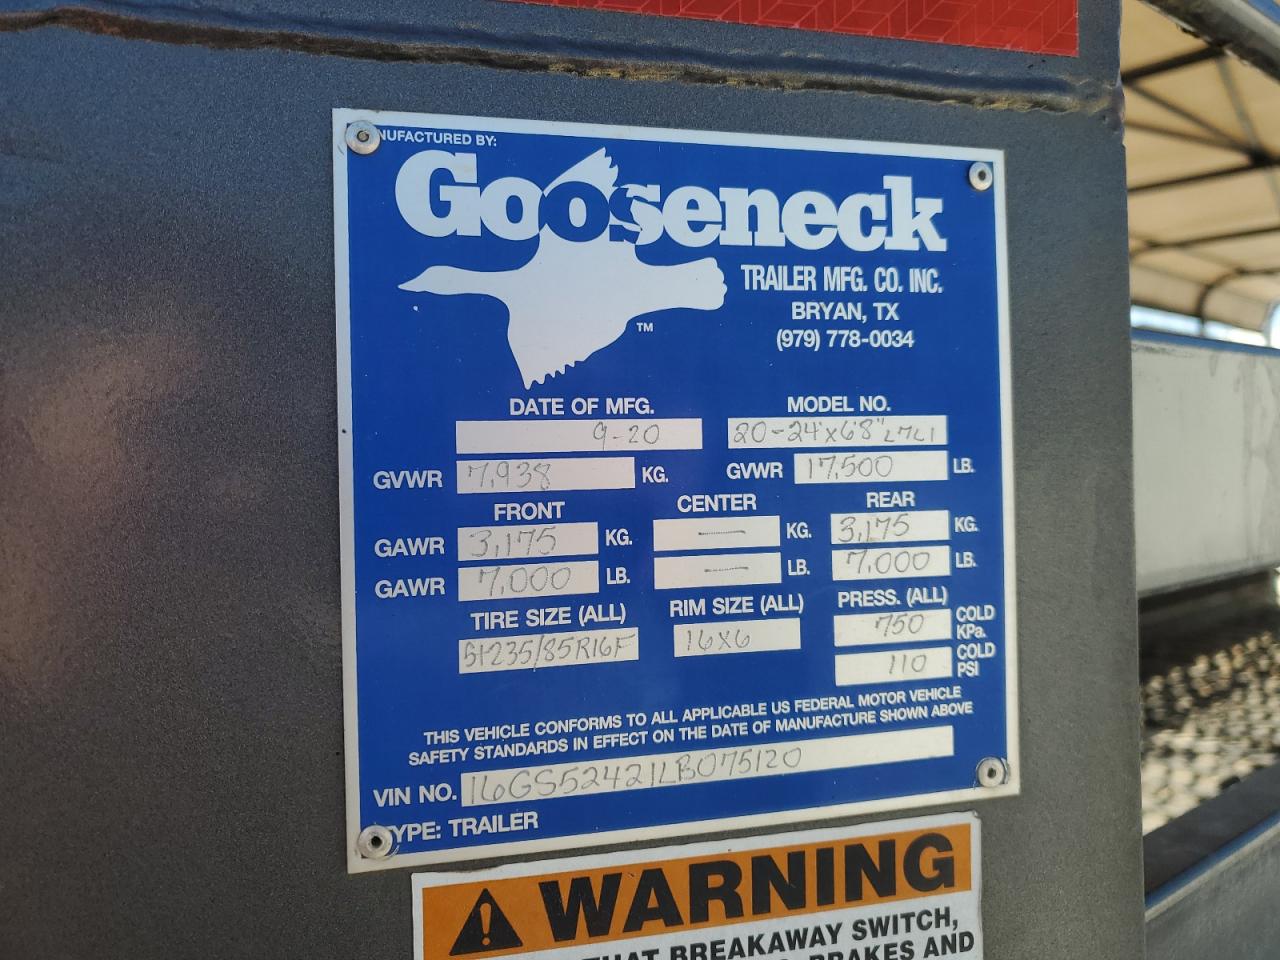 NUFACTURED BY:
Gooseneck
TRAILER MFG. CO. INC.
BRYAN, TX
(979) 778-0034
TM
DATE OF MFG. MODEL NO.
9-20 20-24'X6'8" L7L1
GVWR 7,938 KG. GVWR 17,500 LB.
FRONT CENTER REAR
GAWR 3,175 KG. — KG. 3,175 KG.
GAWR 7,000 LB. — LB. 7,000 LB.
TIRE SIZE (ALL) RIM SIZE (ALL) PRESS. (ALL)
St235/85R16F 16X6 750 COLD KPa.
110 COLD PSI
THIS VEHICLE CONFORMS TO ALL APPLICABLE US FEDERAL MOTOR VEHICLE
SAFETY STANDARDS IN EFFECT ON THE DATE OF MANUFACTURE SHOWN ABOVE
VIN NO. 16GS52421LB075120
YPE: TRAILER
WARNING
THAT BREAKAWAY SWITCH,
BRAKES AND